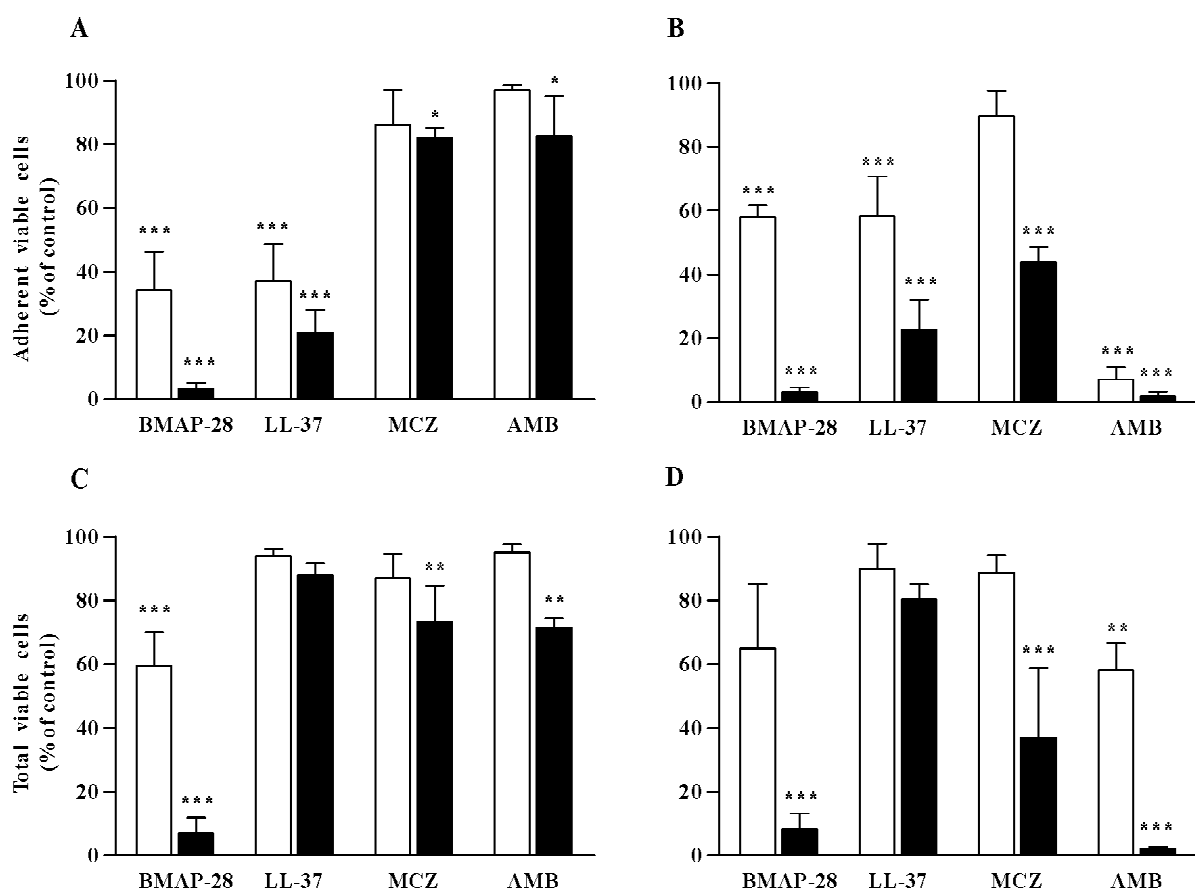 A
B
Adherent viable cells
(% of control)
100
80
60
40
20
0
***
***
***
***
*
*
BMAP-28
LL-37
MCZ
AMB
100
80
60
40
20
0
***
***
***
***
***
***
***
BMAP-28
LL-37
MCZ
AMB
C
D
Total viable cells
(% of control)
100
80
60
40
20
0
***
***
**
**
BMAP-28
LL-37
MCZ
AMB
100
80
60
40
20
0
***
***
**
***
BMAP-28
LL-37
MCZ
AMB